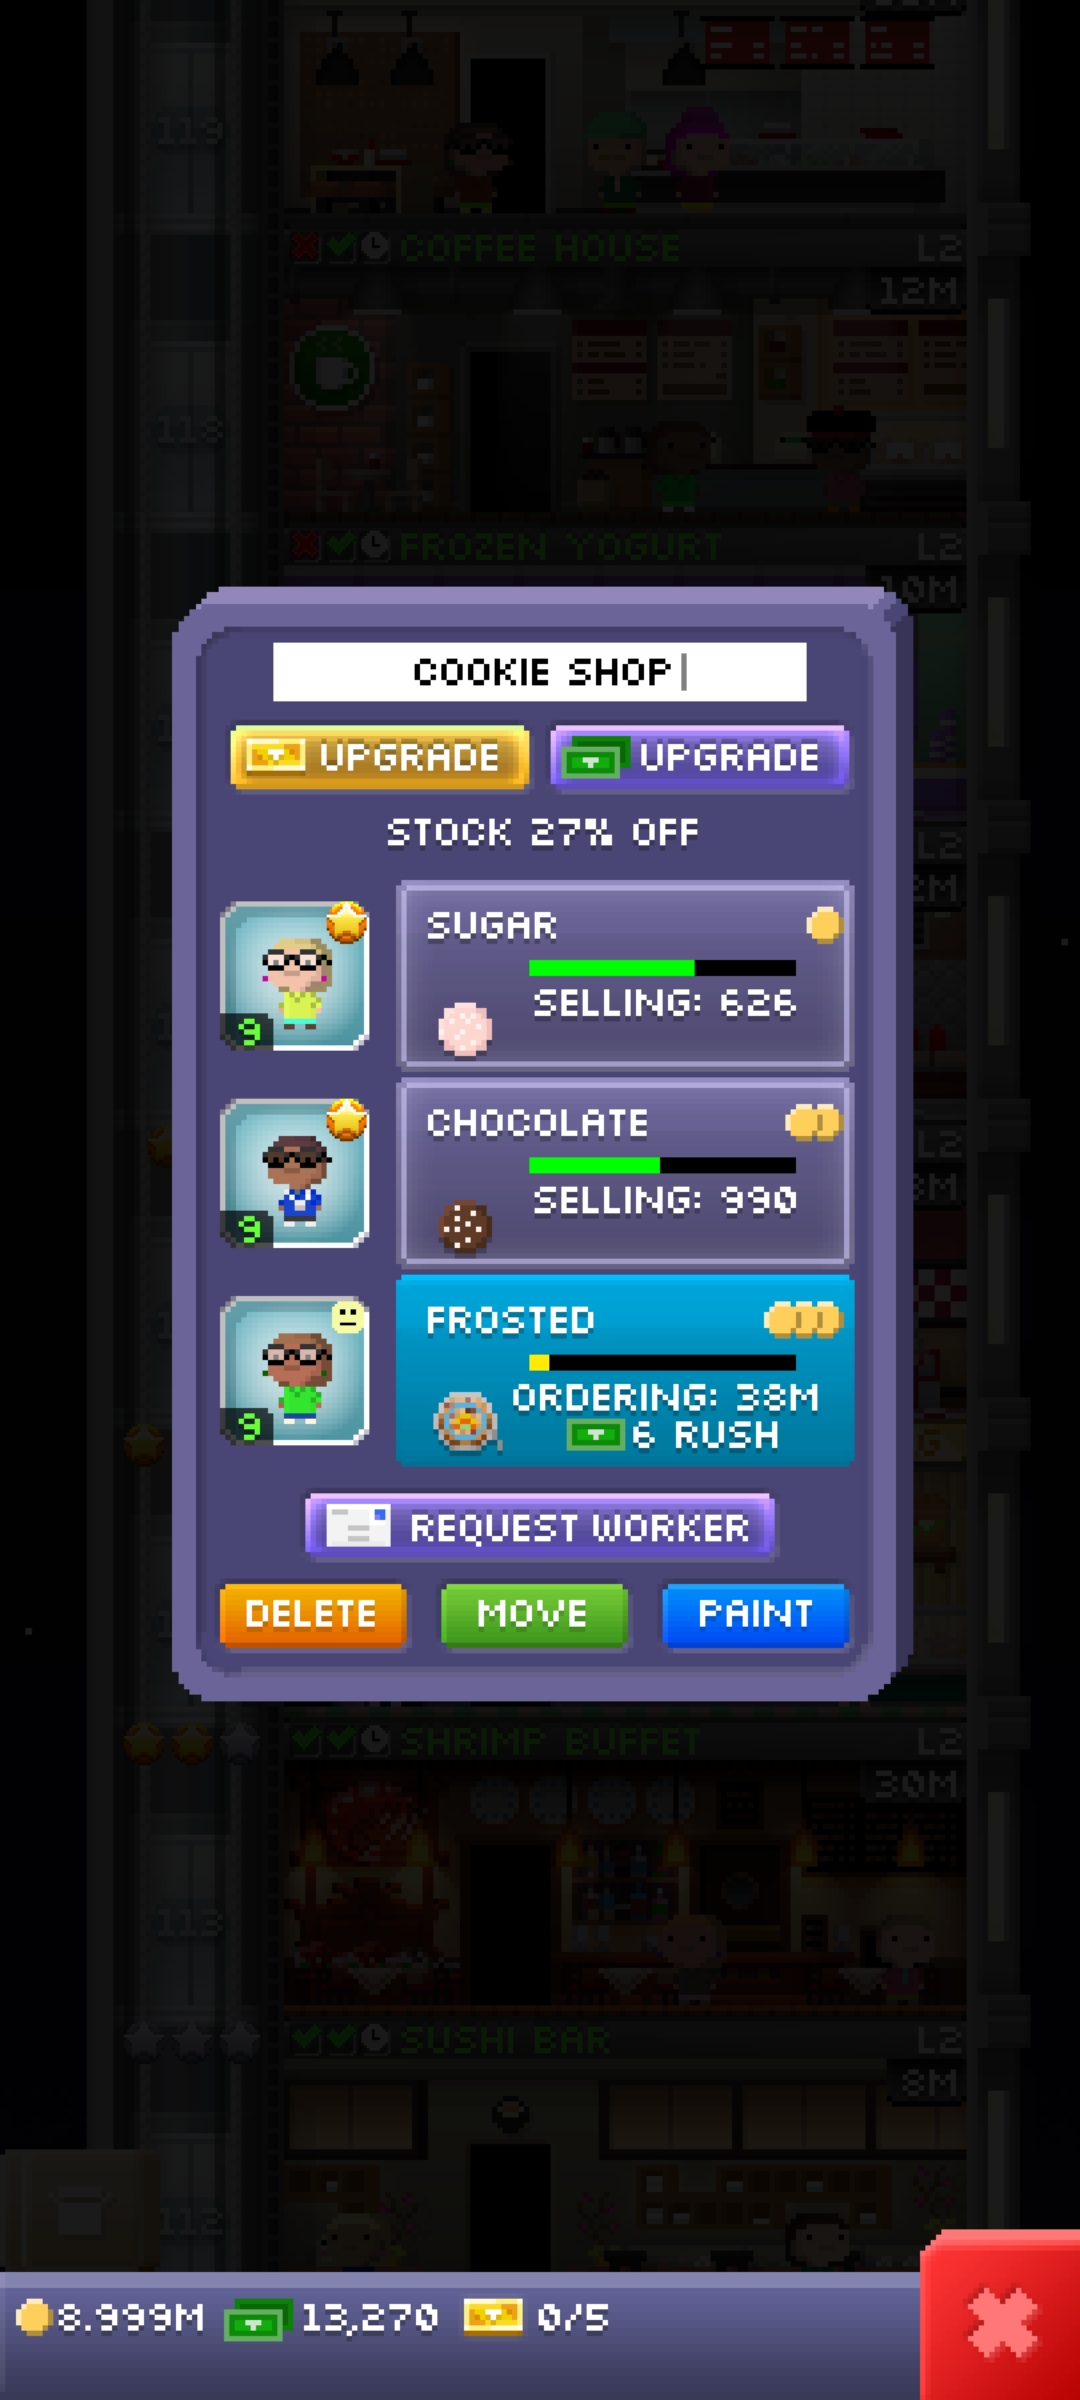 119
COFFEE HOUSE L2
12M
118
FROZEN YOGURT L2
10M
COOKIE SHOP
UPGRADE UPGRADE
L2
STOCK 27% OFF
SUGAR
SELLING: 626
9
CHOCOLATE
L2
SELLING: 990
9
FROSTED
ORDERING: 38M
9
6 RUSH
REQUEST WORKER
DELETE MOVE PAINT
SHRIMP BUFFET L2
30M
113
SUSHI BAR L2
8M
112
8.999M 13,270 0/5